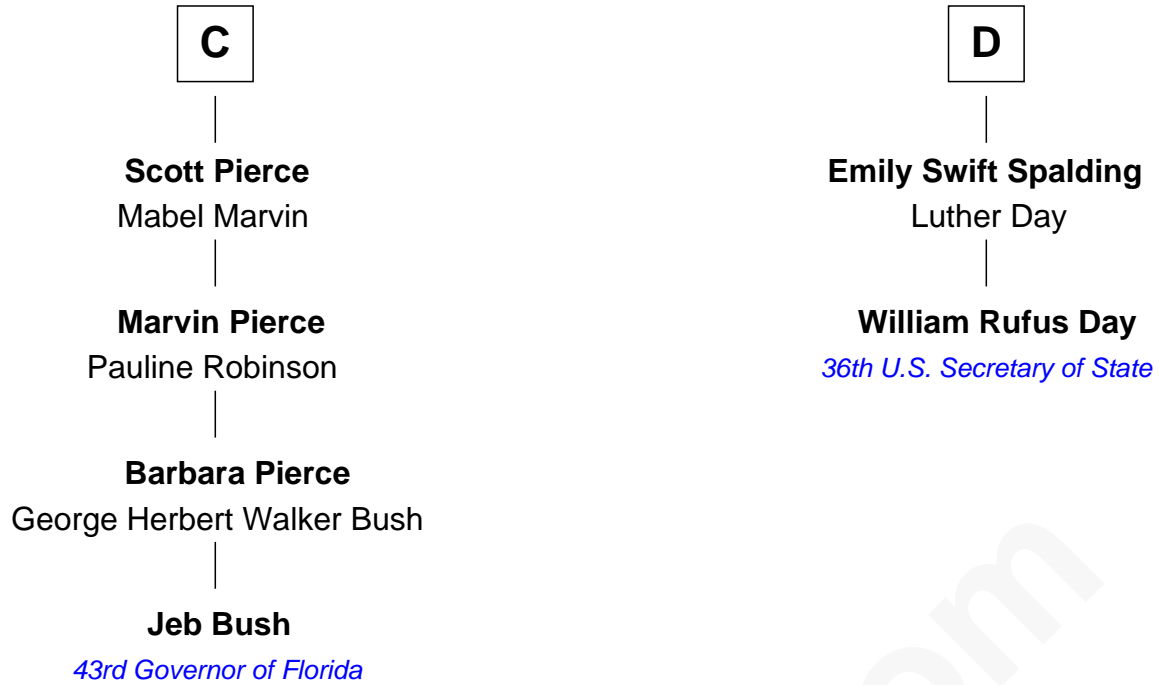 C
Scott Pierce
Mabel Marvin
Marvin Pierce
Pauline Robinson
Barbara Pierce
George Herbert Walker Bush
Jeb Bush
43rd Governor of Florida
D
Emily Swift Spalding
Luther Day
William Rufus Day
36th U.S. Secretary of State
om